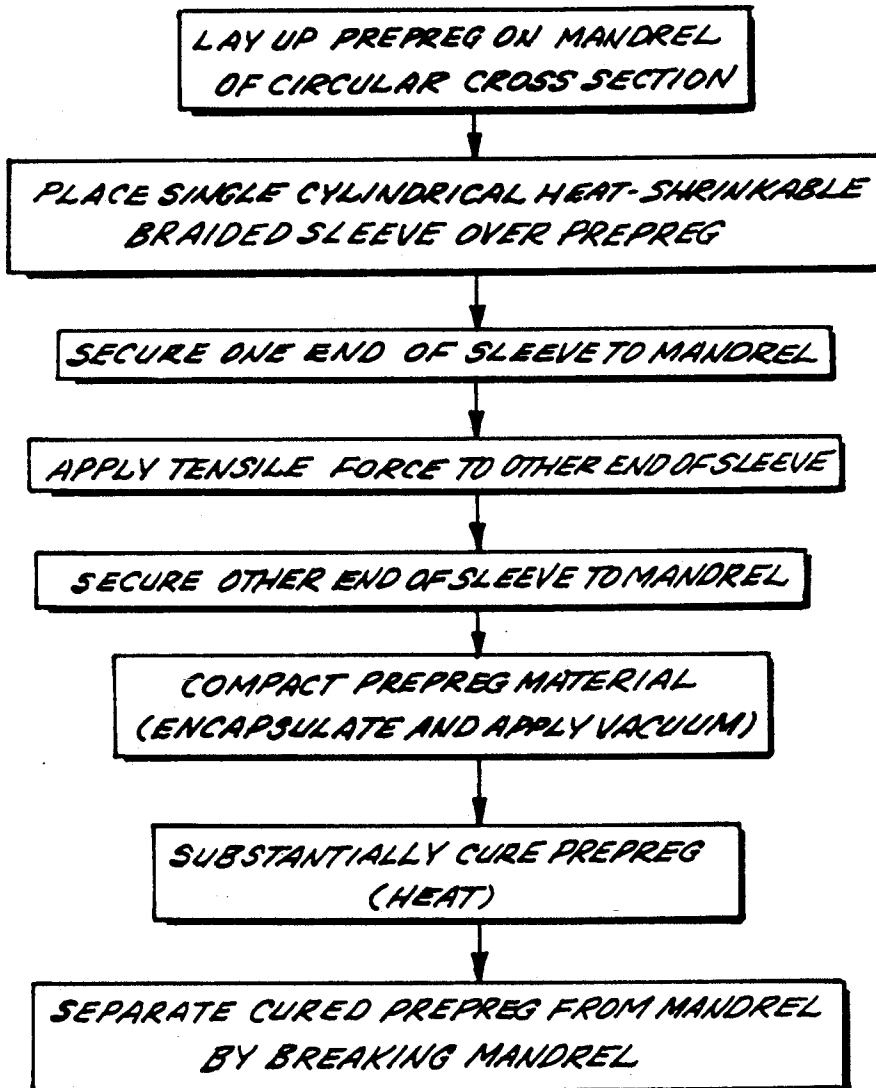 LAY UP PREPREG ON MANDREL
OF CIRCULAR CROSS SECTION
PLACE SINGLE CYLINDRICAL HEAT-SHRINKABLE
BRAIDED SLEEVE OVER PREPREG
SECURE ONE END OF SLEEVE TO MANDREL
APPLY TENSILE FORCE TO OTHER END OF SLEEVE
SECURE OTHER END OF SLEEVE TO MANDREL
COMPACT PREPREG MATERIAL
(ENCAPSULATE AND APPLY VACUUM)
SUBSTANTIALLY CURE PREPREG
(HEAT)
SEPARATE CURED PREPREG FROM MANDREL
BY BREAKING MANDREL